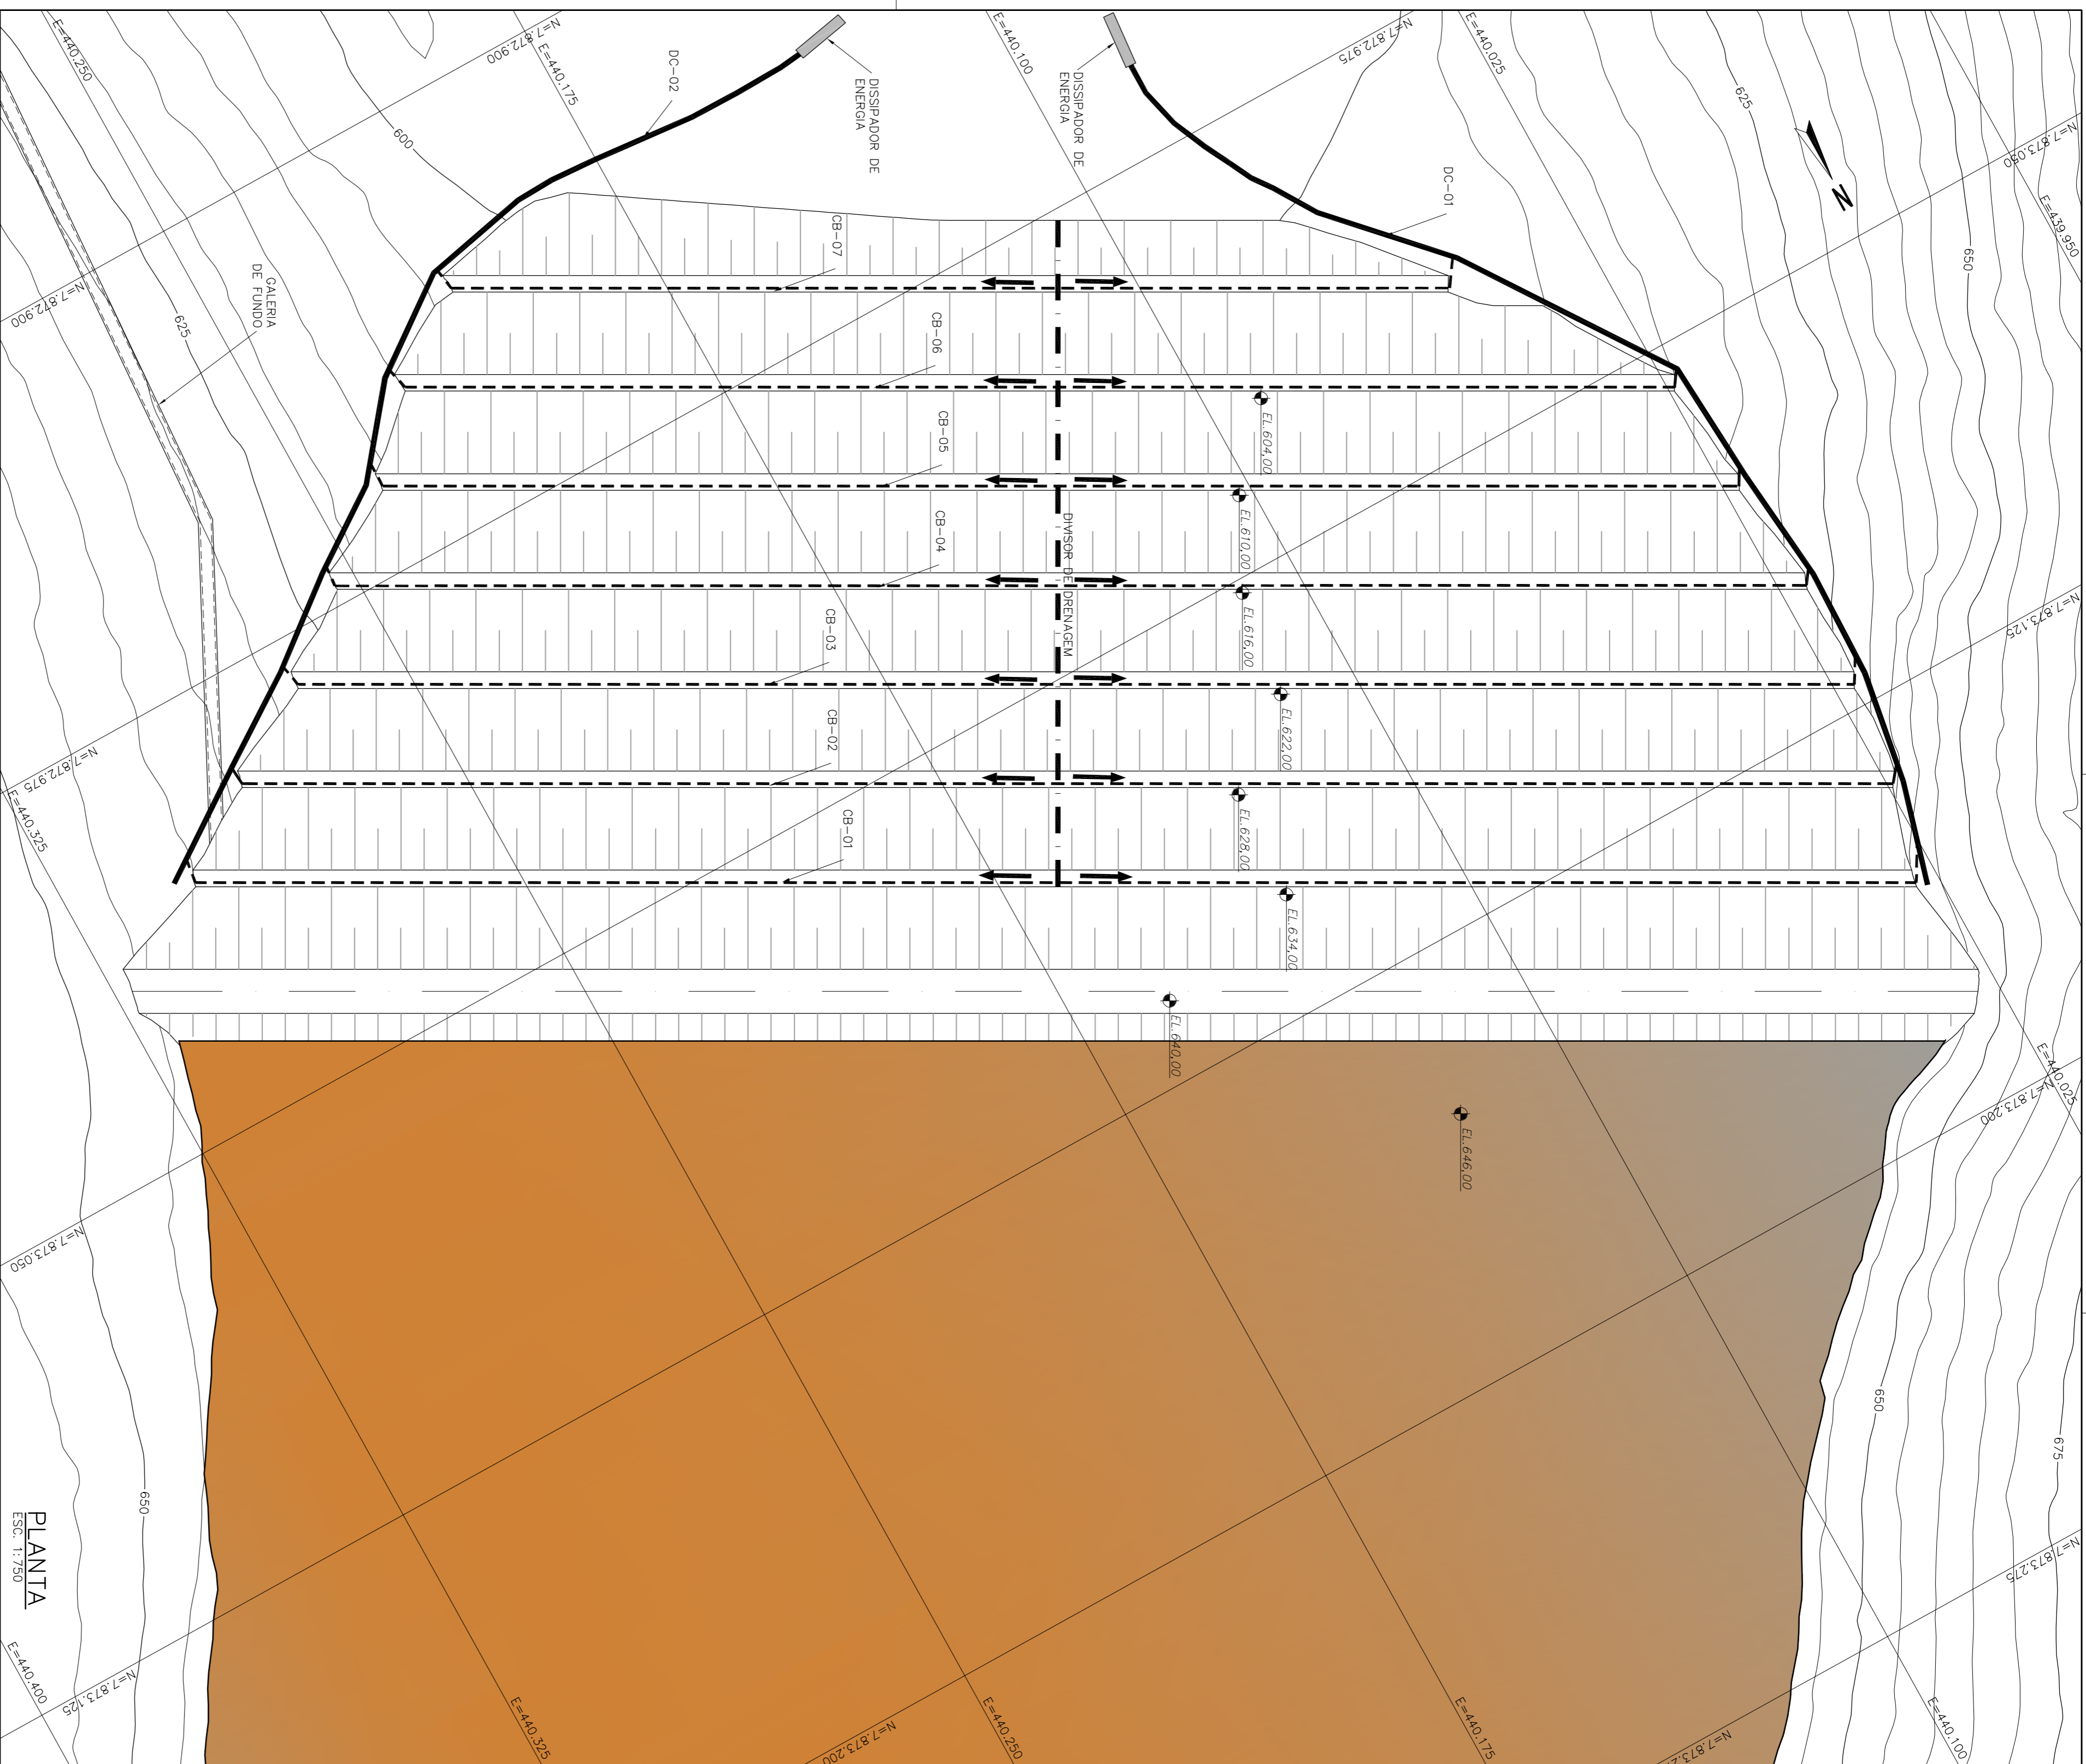 E=440.250
N=7.872.900
E=440.175
DC-02
DISSIPADOR DE
ENERGIA
E=440.100
DISSIPADOR DE
ENERGIA
N=7.872.975
E=440.025
625
N=7.873.050
E=439.950
650
N
600
DC-01
CB-07
GALERIA
DE FUNDO
N=7.872.900
625
CB-06
EL.604,00
CB-05
EL.610,00
CB-04
DIVISOR DE DRENAGEM
EL.616,00
CB-03
N=7.873.125
EL.622,00
CB-02
N=7.872.975
E=440.325
EL.628,00
CB-01
EL.634,00
EL.640,00
E=440.025
N=7.873.200
EL.646,00
N=7.873.050
650
675
650
PLANTA
ESC. 1:750
N=7.873.275
E=440.400
N=7.873.125
E=440.325
N=7.873.200
E=440.250
E=440.175
E=440.100